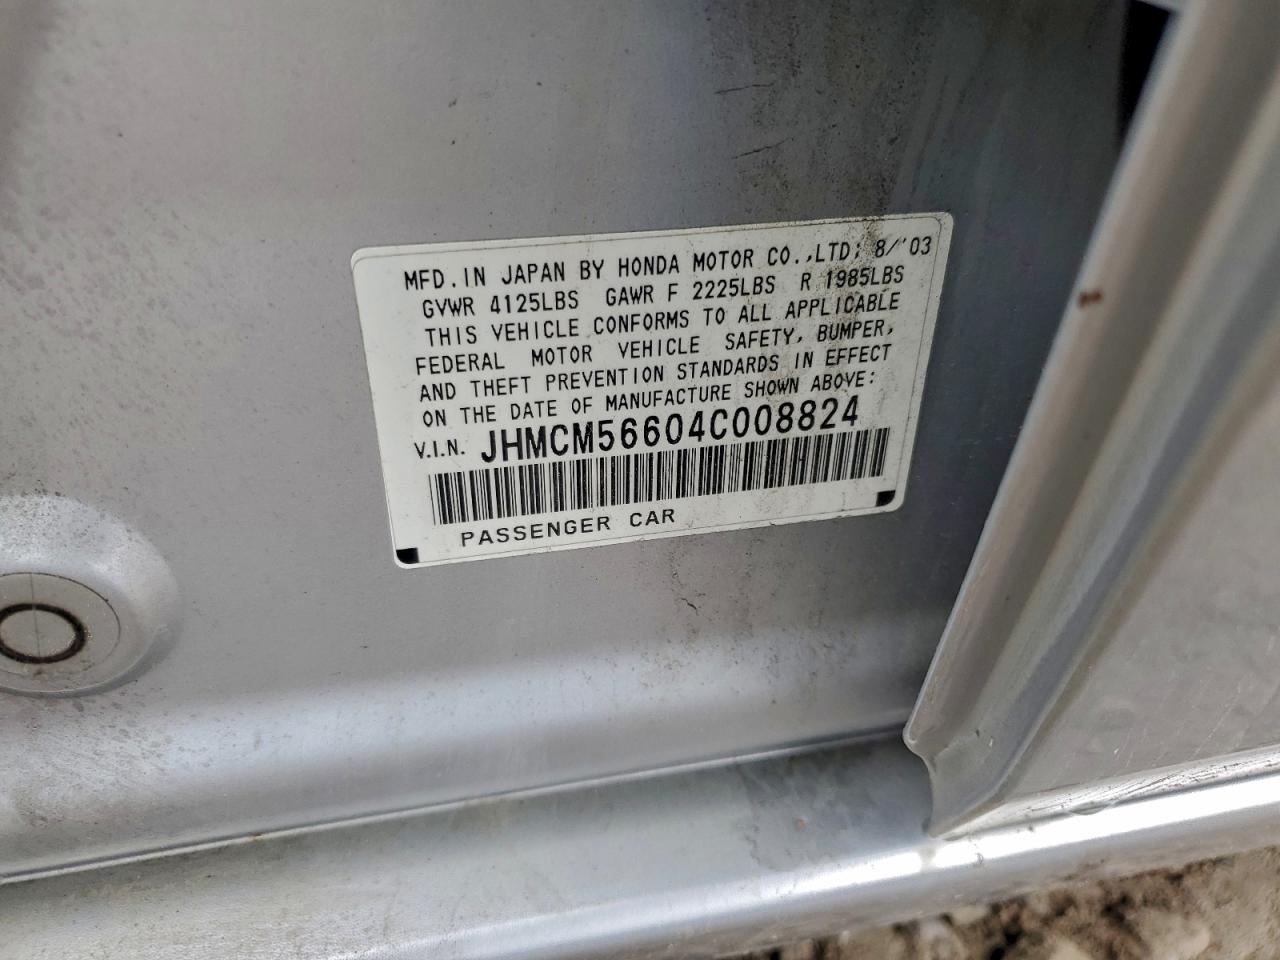 MFD. IN JAPAN BY HONDA MOTOR CO.,LTD; 8/'03
GVWR 4125LBS GAWR F 2225LBS R 1985LBS
THIS VEHICLE CONFORMS TO ALL APPLICABLE
FEDERAL MOTOR VEHICLE SAFETY, BUMPER,
AND THEFT PREVENTION STANDARDS IN EFFECT
ON THE DATE OF MANUFACTURE SHOWN ABOVE:
V.I.N. JHMCM56604C008824
PASSENGER CAR